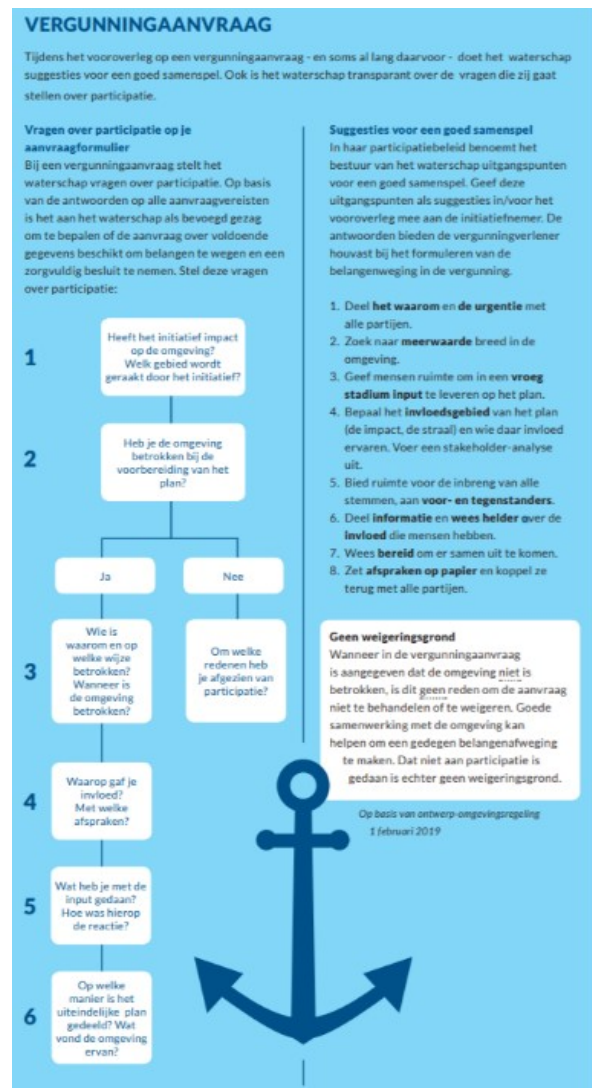 VERGUNNINGAANVRAAG
Tijdens het vooroverleg op een vergunningaanvraag - en soms al lang daarvoor - doet het waterschap
suggesties voor een goed samenspel. Ook is het waterschap transparant over de vragen die zij gaat
stellen over participatie.
Vragen over participatie op je
aanvraagformulier
Bij een vergunningaanvraag stelt het
waterschap vragen over participatie. Op basis
van de antwoorden op alle aanvraagvereisten
is het aan het waterschap als bevoegd gezag
om te bepalen of de aanvraag over voldoende
gegevens beschikt om belangen te wegen en een
zorgvuldig besluit te nemen. Stel deze vragen
over participatie:
1
Heeft het initiatief impact
op de omgeving?
Welk gebied wordt
geraakt door het initiatief?
2
Heb je de omgeving
betrokken bij de
voorbereiding van het
plan?
Ja
Nee
3
Wie is
waarom en op
welke wijze
betrokken?
Wanneer is
de omgeving
betrokken?
Om welke
redenen heb
je afgezien van
participatie?
4
Waarop gaf je
invloed?
Met welke
afspraken?
5
Wat heb je met de
input gedaan?
Hoe was hierop
de reactie?
6
Op welke
manier is het
uiteindelijke plan
gedeeld? Wat
vond de omgeving
ervan?
Suggesties voor een goed samenspel
In haar participatiebeleid benoemt het
bestuur van het waterschap uitgangspunten
voor een goed samenspel. Geef deze
uitgangspunten als suggesties in/voor het
vooroverleg mee aan de initiatiefnemer. De
antwoorden bieden de vergunningverlener
houvast bij het formuleren van de
belangenweging in de vergunning.
1. Deel het waarom en de urgentie met
alle partijen.
2. Zoek naar meerwaarde breed in de
omgeving.
3. Geef mensen ruimte om in een vroeg
stadium input te leveren op het plan.
4. Bepaal het invloedsgebied van het plan
(de impact, de straal) en wie daar invloed
ervaren. Voer een stakeholder-analyse
uit.
5. Bied ruimte voor de inbreng van alle
stemmen, aan voor- en tegenstanders.
6. Deel informatie en wees helder over de
invloed die mensen hebben.
7. Wees bereid om er samen uit te komen.
8. Zet afspraken op papier en koppel ze
terug met alle partijen.
Geen weigeringsgrond
Wanneer in de vergunningaanvraag
is aangegeven dat de omgeving niet is
betrokken, is dit geen reden om de aanvraag
niet te behandelen of te weigeren. Goede
samenwerking met de omgeving kan
helpen om een gedegen belangenafweging
te maken. Dat niet aan participatie is
gedaan is echter geen weigeringsgrond.
Op basis van ontwerp-omgevingsregeling
1 februari 2019